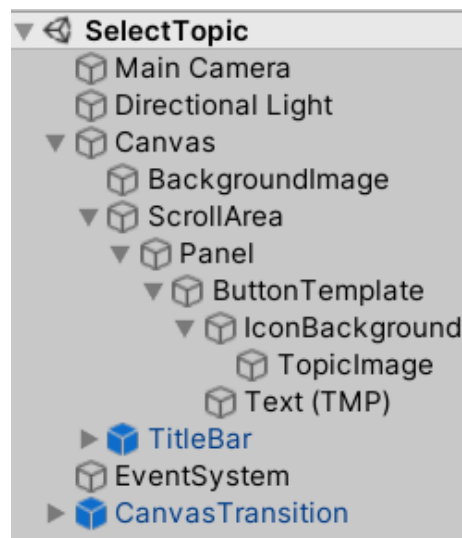 SelectTopic
Main Camera
Directional Light
Canvas
BackgroundImage
ScrollArea
Panel
ButtonTemplate
IconBackground
TopicImage
Text (TMP)
TitleBar
EventSystem
CanvasTransition